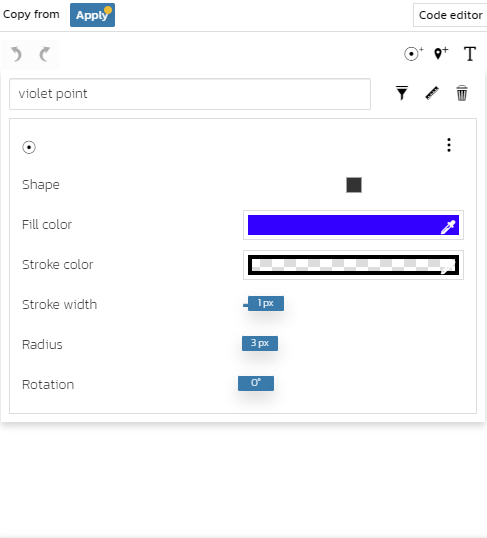 Copy from
Apply
Code editor
T
violet point
Shape
Fill color
Stroke color
Stroke width
1 px
Radius
3 px
Rotation
0°